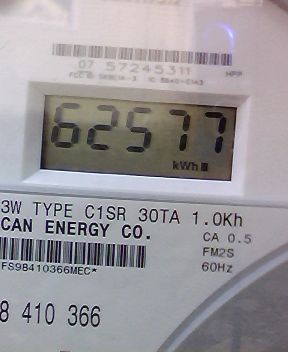 07 57245311 HPP
62577
kWh
3W TYPE C1SR 30TA 1.0Kh
CAN ENERGY CO.
CA 0.5
FM2S
60Hz
FS98410366MEC*
8 410 366